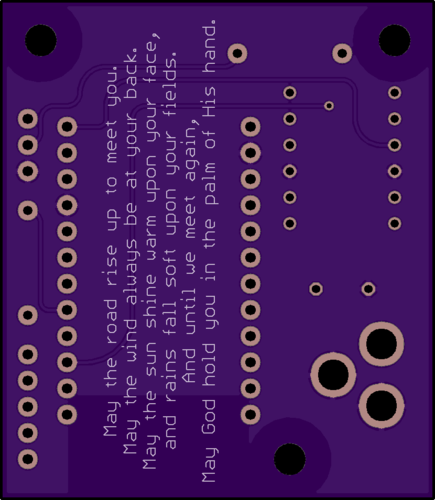 May the road rise up to meet you.
May the wind always be at your back.
May the sun shine warm upon your face,
and rains fall soft upon your fields.
And until we meet again,
May God hold you in the palm of His hand.